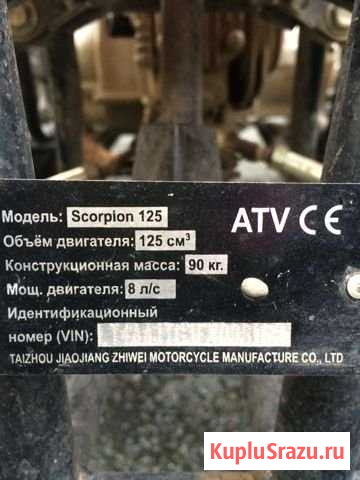 Модель: Scorpion 125
ATV CE
Объём двигателя: 125 см³
Конструкционная масса: 90 кг.
Мощ. двигателя: 8 л/с
Идентификационный
номер (VIN):
TAIZHOU JIAOJIANG ZHIWEI MOTORCYCLE MANUFACTURE CO., LTD
KupluSrazu.ru